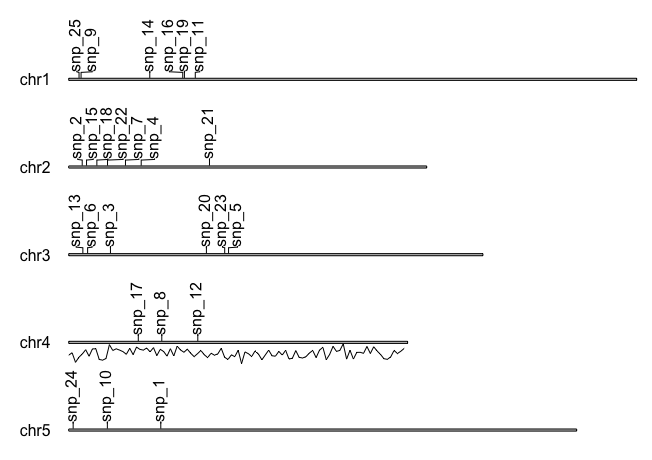 snp_25 snp_9 snp_14 snp_16 snp_19 snp_11
chr1
snp_2 snp_15 snp_18 snp_22 snp_7 snp_4 snp_21
chr2
snp_13 snp_6 snp_3 snp_20 snp_23 snp_5
chr3
snp_17 snp_8 snp_12
chr4
snp_24 snp_10 snp_1
chr5